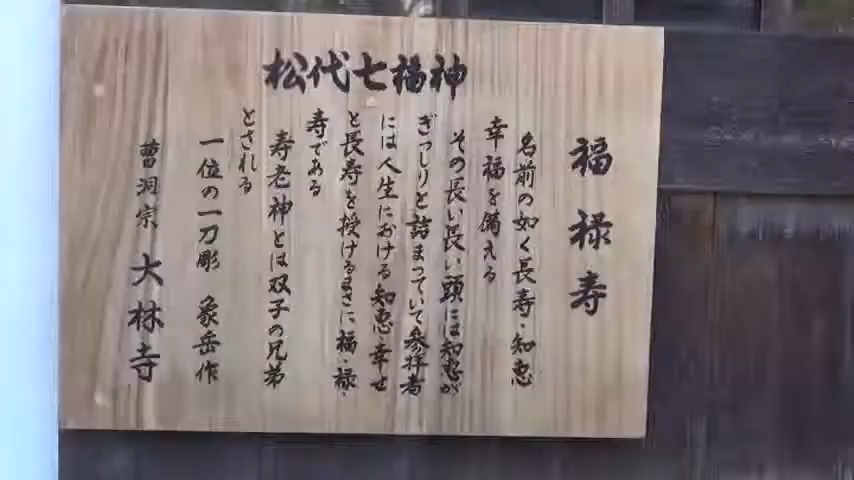 松代七福神
福禄寿
名前の如く長寿・知恵
幸福を備える
その長い長い頭には知恵が
ぎっしりと詰まっていて参拝者
には人生における知恵・幸せ
と長寿を授けるまさに福・禄・
寿である
寿老神とは双子の兄弟
とされる
一位の一刀彫 象岳作
曹洞宗 大林寺